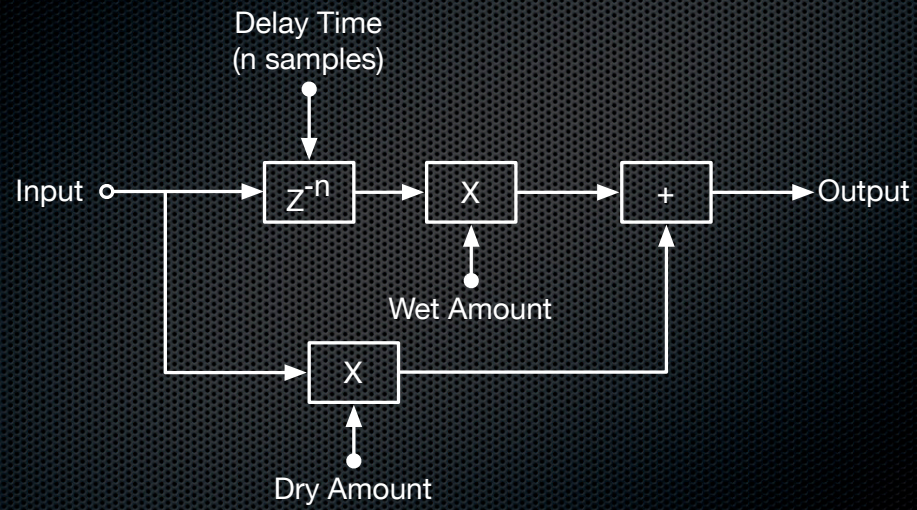 Delay Time
(n samples)
Input
Z-n
X
+
Output
Wet Amount
X
Dry Amount